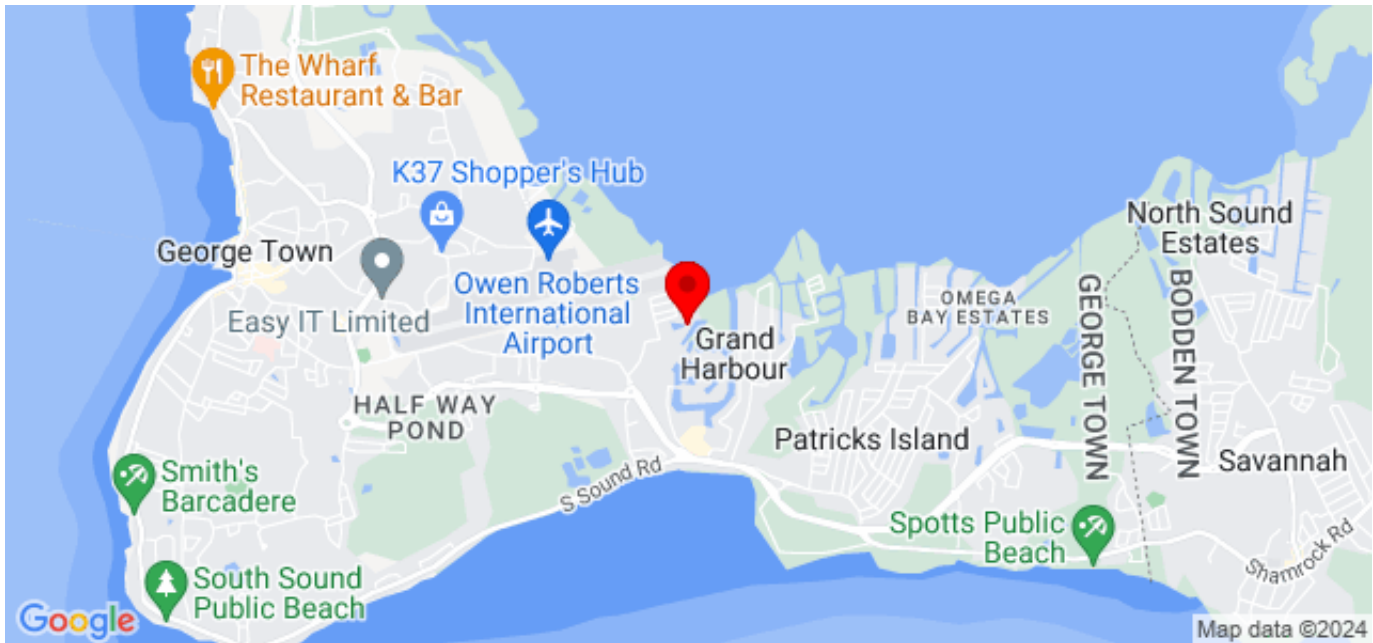 The Wharf
Restaurant & Bar
K37 Shopper's Hub
George Town
Owen Roberts
International
Airport
Easy IT Limited
HALF WAY
POND
Grand
Harbour
OMEGA
BAY ESTATES
North Sound
Estates
GEORGE TOWN
BODDEN TOWN
Patricks Island
Savannah
Smith's
Barcadere
S Sound Rd
Spotts Public
Beach
Shamrock Rd
South Sound
Public Beach
Google
Map data ©2024